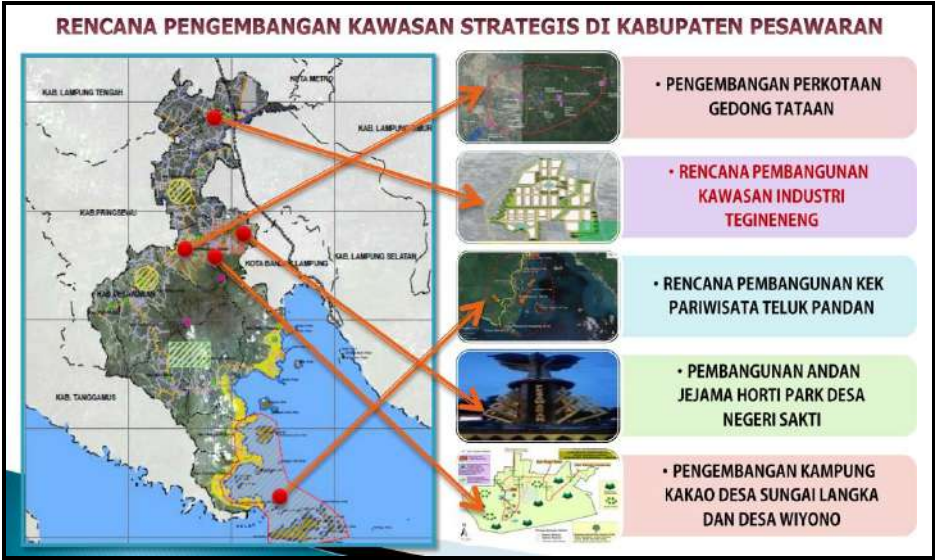 RENCANA PENGEMBANGAN KAWASAN STRATEGIS DI KABUPATEN PESAWARAN
KOTA METRO
KAB. LAMPUNG TENGAH
KAB. LAMPUNG TIMUR
KAB. PRINGSEWU
KOTA BANDAR LAMPUNG
KAB. LAMPUNG SELATAN
KAB. PESAWARAN
KAB. TANGGAMUS
• PENGEMBANGAN PERKOTAAN
GEDONG TATAAN
• RENCANA PEMBANGUNAN
KAWASAN INDUSTRI
TEGINENENG
• RENCANA PEMBANGUNAN KEK
PARIWISATA TELUK PANDAN
• PEMBANGUNAN ANDAN
JEJAMA HORTI PARK DESA
NEGERI SAKTI
• PENGEMBANGAN KAMPUNG
KAKAO DESA SUNGAI LANGKA
DAN DESA WIYONO